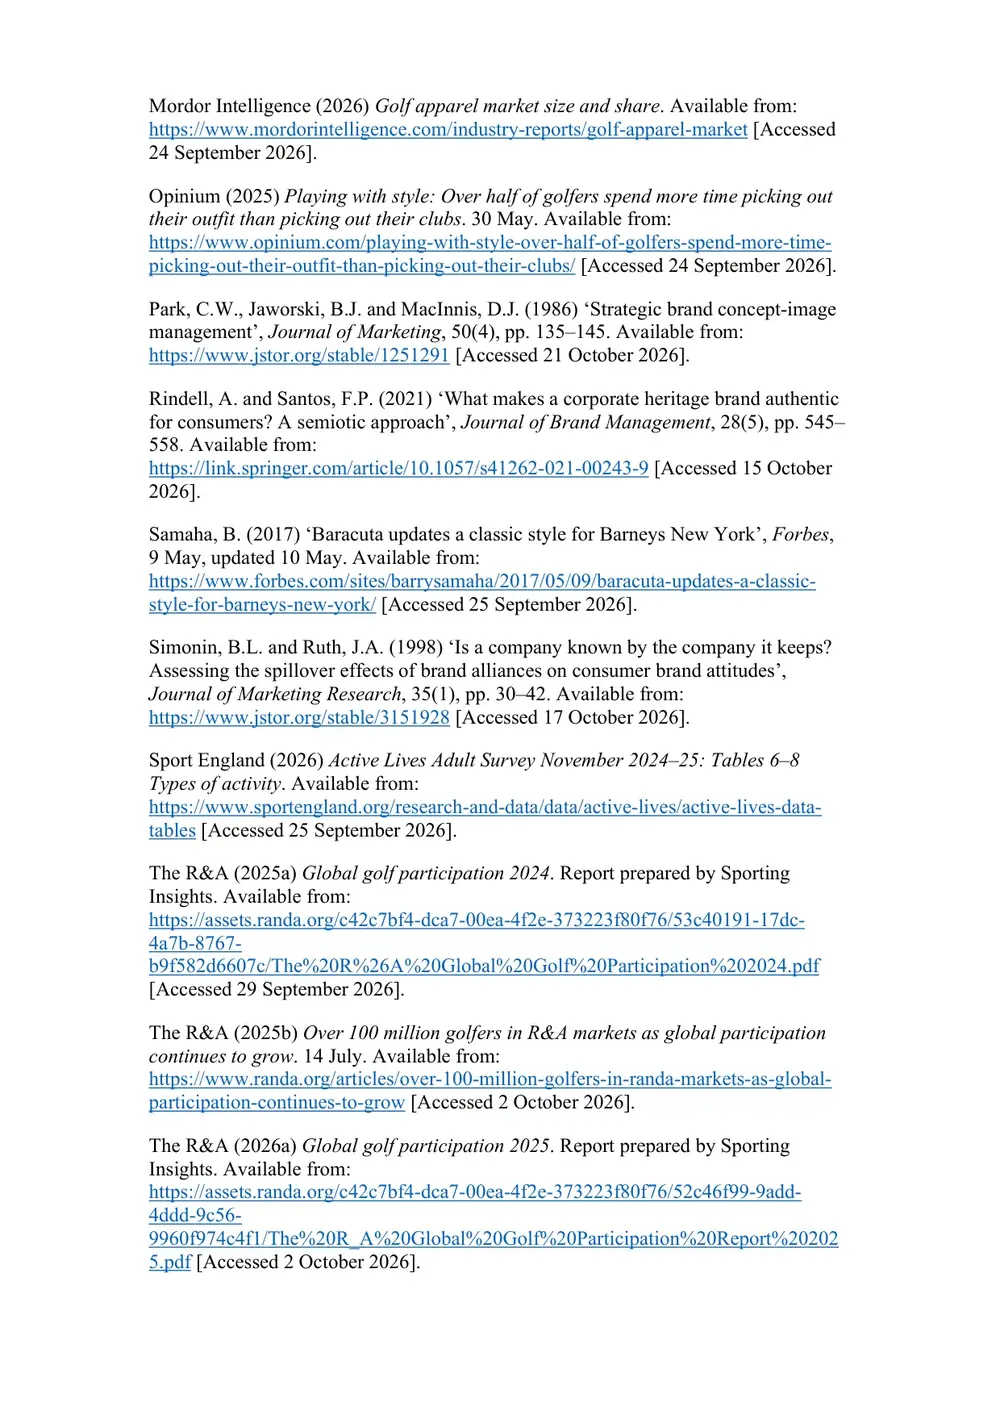 Mordor Intelligence (2026) Golf apparel market size and share. Available from:
https://www.mordorintelligence.com/industry-reports/golf-apparel-market [Accessed
24 September 2026].
Opinium (2025) Playing with style: Over half of golfers spend more time picking out
their outfit than picking out their clubs. 30 May. Available from:
https://www.opinium.com/playing-with-style-over-half-of-golfers-spend-more-time-
picking-out-their-outfit-than-picking-out-their-clubs/ [Accessed 24 September 2026].
Park, C.W., Jaworski, B.J. and MacInnis, D.J. (1986) ‘Strategic brand concept-image
management’, Journal of Marketing, 50(4), pp. 135–145. Available from:
https://www.jstor.org/stable/1251291 [Accessed 21 October 2026].
Rindell, A. and Santos, F.P. (2021) ‘What makes a corporate heritage brand authentic
for consumers? A semiotic approach’, Journal of Brand Management, 28(5), pp. 545–
558. Available from:
https://link.springer.com/article/10.1057/s41262-021-00243-9 [Accessed 15 October
2026].
Samaha, B. (2017) ‘Baracuta updates a classic style for Barneys New York’, Forbes,
9 May, updated 10 May. Available from:
https://www.forbes.com/sites/barrysamaha/2017/05/09/baracuta-updates-a-classic-
style-for-barneys-new-york/ [Accessed 25 September 2026].
Simonin, B.L. and Ruth, J.A. (1998) ‘Is a company known by the company it keeps?
Assessing the spillover effects of brand alliances on consumer brand attitudes’,
Journal of Marketing Research, 35(1), pp. 30–42. Available from:
https://www.jstor.org/stable/3151928 [Accessed 17 October 2026].
Sport England (2026) Active Lives Adult Survey November 2024–25: Tables 6–8
Types of activity. Available from:
https://www.sportengland.org/research-and-data/data/active-lives/active-lives-data-
tables [Accessed 25 September 2026].
The R&A (2025a) Global golf participation 2024. Report prepared by Sporting
Insights. Available from:
https://assets.randa.org/c42c7bf4-dca7-00ea-4f2e-373223f80f76/53c40191-17dc-
4a7b-8767-
b9f582d6607c/The%20R%26A%20Global%20Golf%20Participation%202024.pdf
[Accessed 29 September 2026].
The R&A (2025b) Over 100 million golfers in R&A markets as global participation
continues to grow. 14 July. Available from:
https://www.randa.org/articles/over-100-million-golfers-in-randa-markets-as-global-
participation-continues-to-grow [Accessed 2 October 2026].
The R&A (2026a) Global golf participation 2025. Report prepared by Sporting
Insights. Available from:
https://assets.randa.org/c42c7bf4-dca7-00ea-4f2e-373223f80f76/52c46f99-9add-
4ddd-9c56-
9960f974c4f1/The%20R_A%20Global%20Golf%20Participation%20Report%20202
5.pdf [Accessed 2 October 2026].